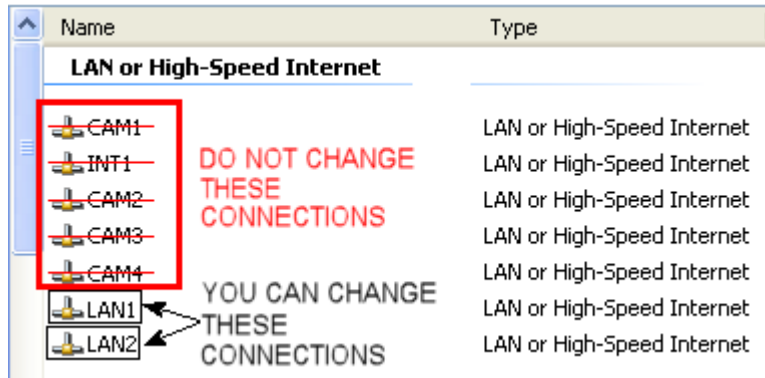 Name Type
LAN or High-Speed Internet
CAM1 LAN or High-Speed Internet
INT1 LAN or High-Speed Internet
CAM2 LAN or High-Speed Internet
CAM3 LAN or High-Speed Internet
CAM4 LAN or High-Speed Internet
LAN1 LAN or High-Speed Internet
LAN2 LAN or High-Speed Internet
DO NOT CHANGE
THESE
CONNECTIONS
YOU CAN CHANGE
THESE
CONNECTIONS